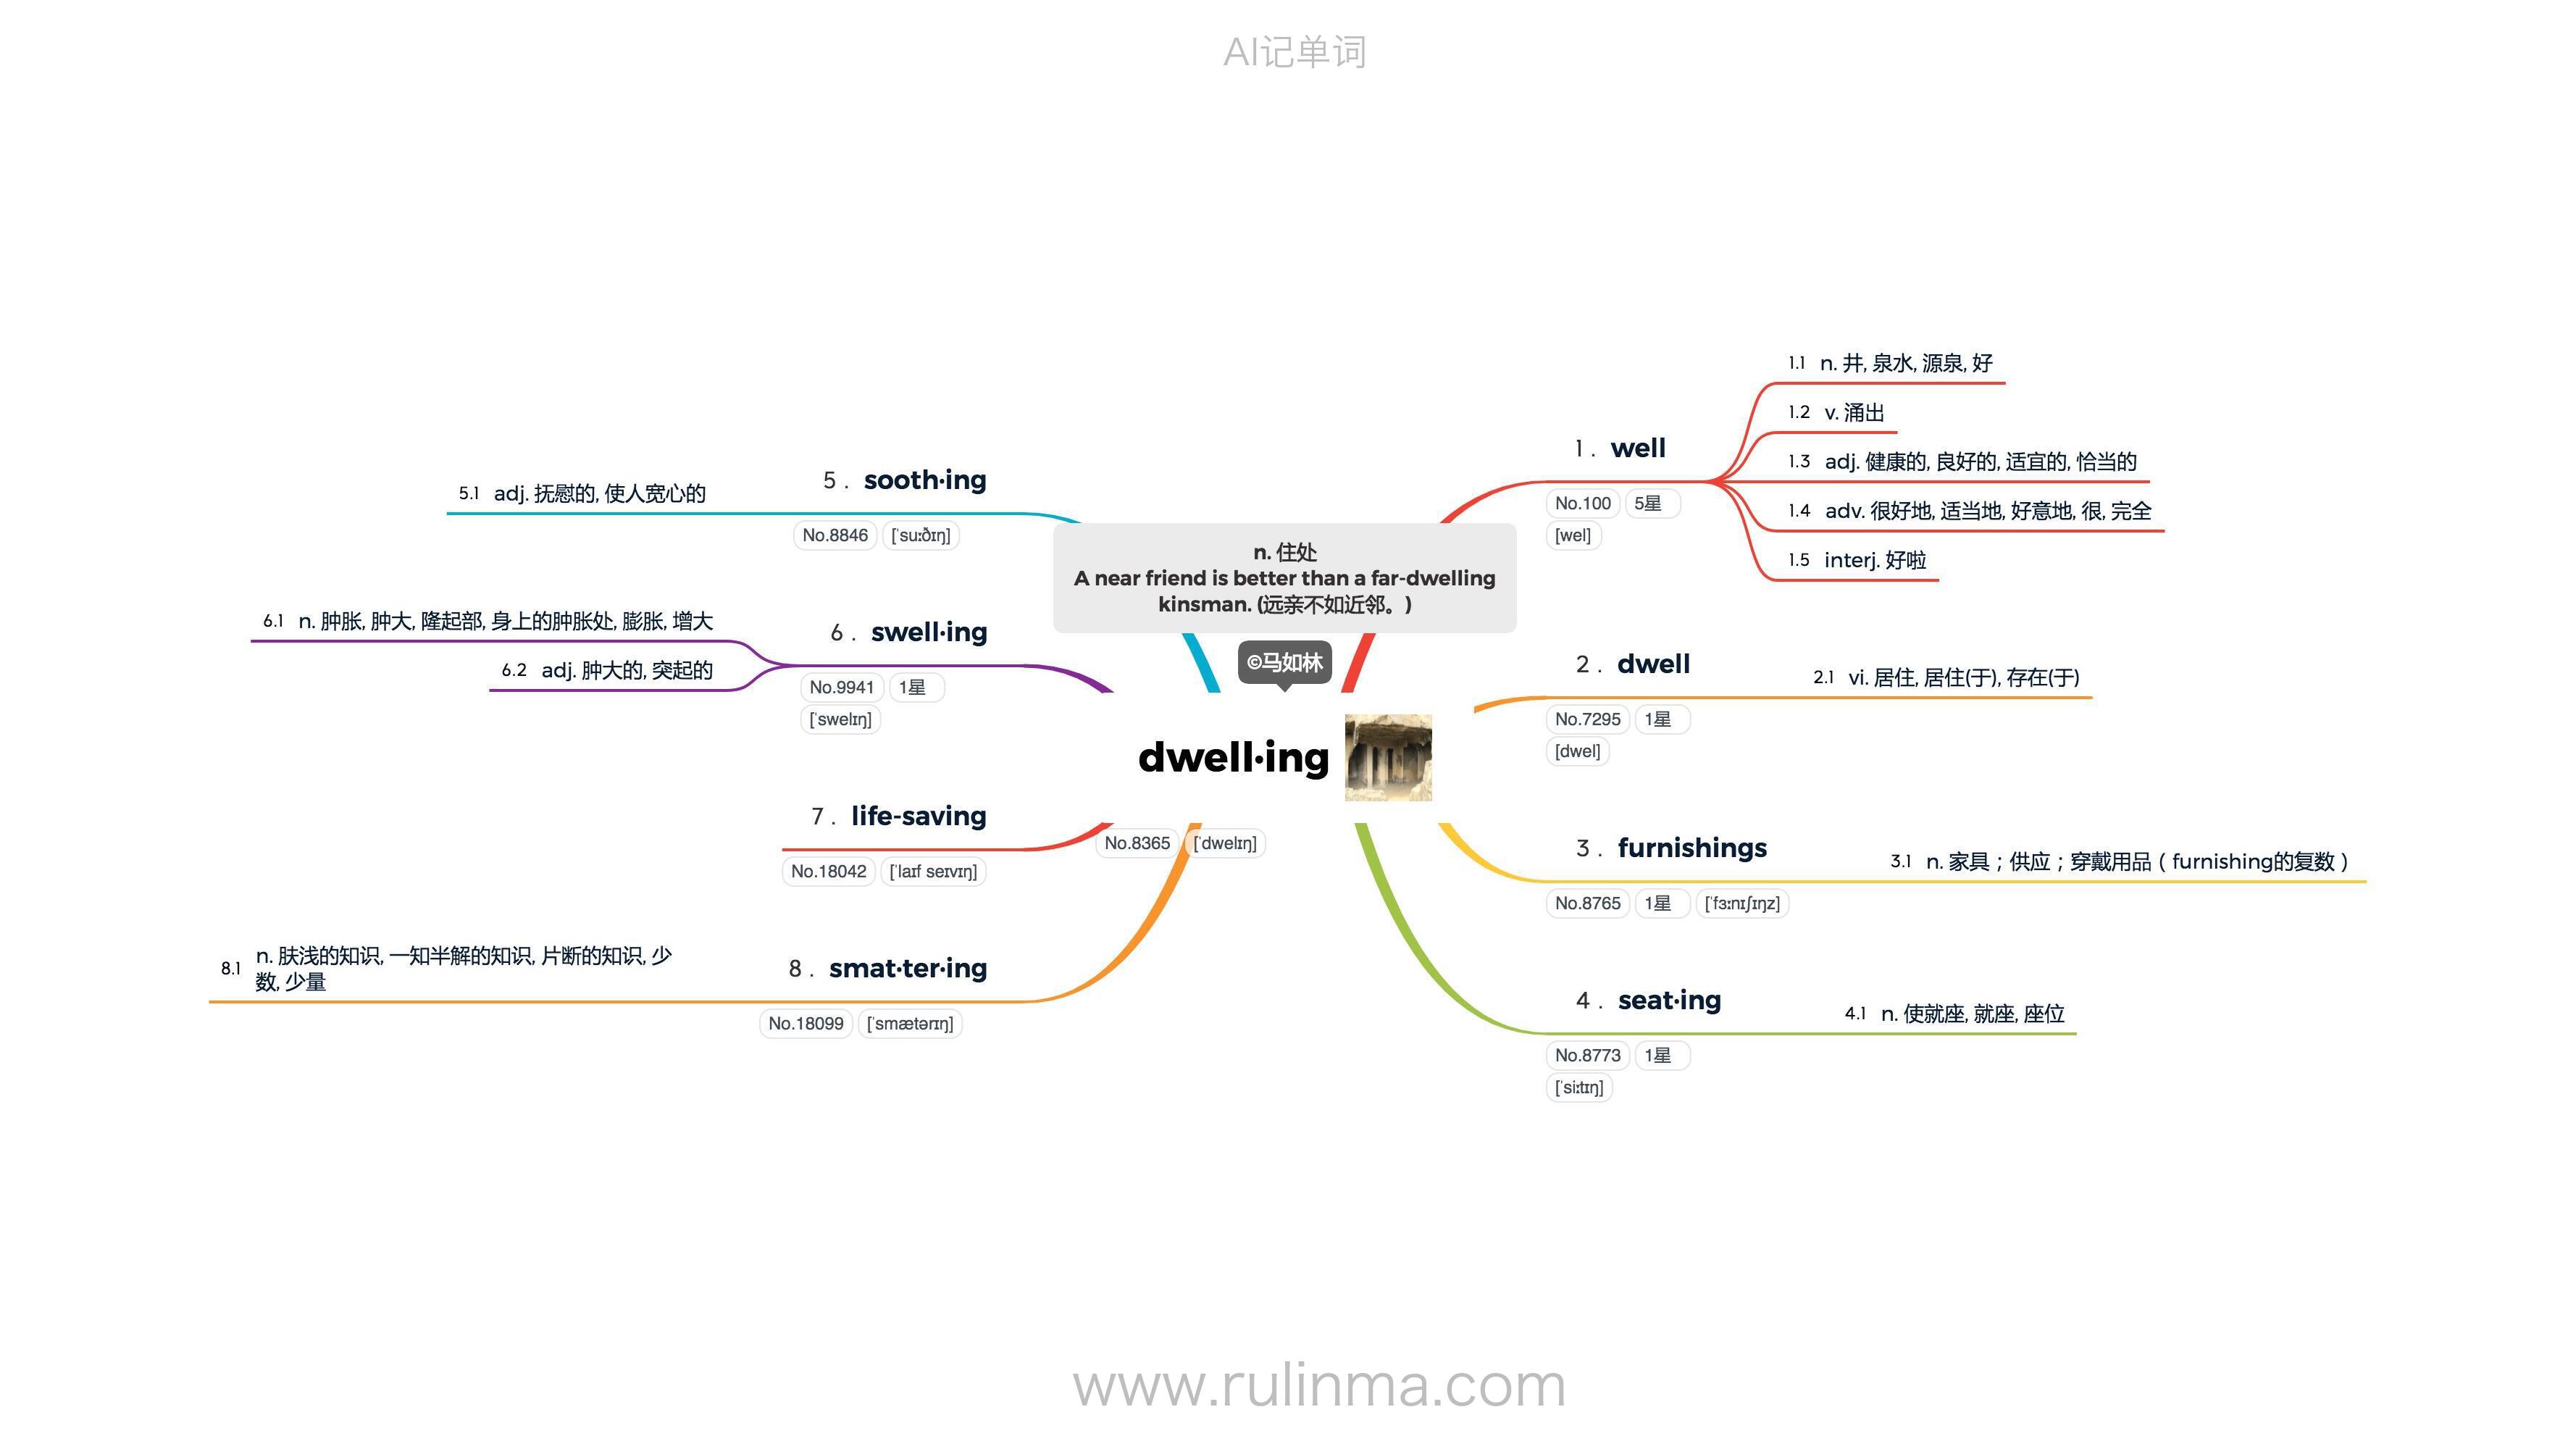 AI记单词
n. 住处
A near friend is better than a far-dwelling
kinsman. (远亲不如近邻。)
©马如林
dwell·ing
No.8365 ['dwelɪŋ]
1 . well
No.100 5星
[wel]
1.1 n. 井, 泉水, 源泉, 好
1.2 v. 涌出
1.3 adj. 健康的, 良好的, 适宜的, 恰当的
1.4 adv. 很好地, 适当地, 好意地, 很, 完全
1.5 interj. 好啦
2 . dwell
No.7295 1星
[dwel]
2.1 vi. 居住, 居住(于), 存在(于)
3 . furnishings
No.8765 1星 ['fɜːnɪʃɪŋz]
3.1 n. 家具；供应；穿戴用品（furnishing的复数）
4 . seat·ing
No.8773 1星
['siːtɪŋ]
4.1 n. 使就座, 就座, 座位
5 . sooth·ing
No.8846 ['suːðɪŋ]
5.1 adj. 抚慰的, 使人宽心的
6 . swell·ing
No.9941 1星
['swelɪŋ]
6.1 n. 肿胀, 肿大, 隆起部, 身上的肿胀处, 膨胀, 增大
6.2 adj. 肿大的, 突起的
7 . life-saving
No.18042 ['laɪf seɪvɪŋ]
8 . smat·ter·ing
No.18099 ['smætərɪŋ]
8.1 n. 肤浅的知识, 一知半解的知识, 片断的知识, 少
数, 少量
www.rulinma.com